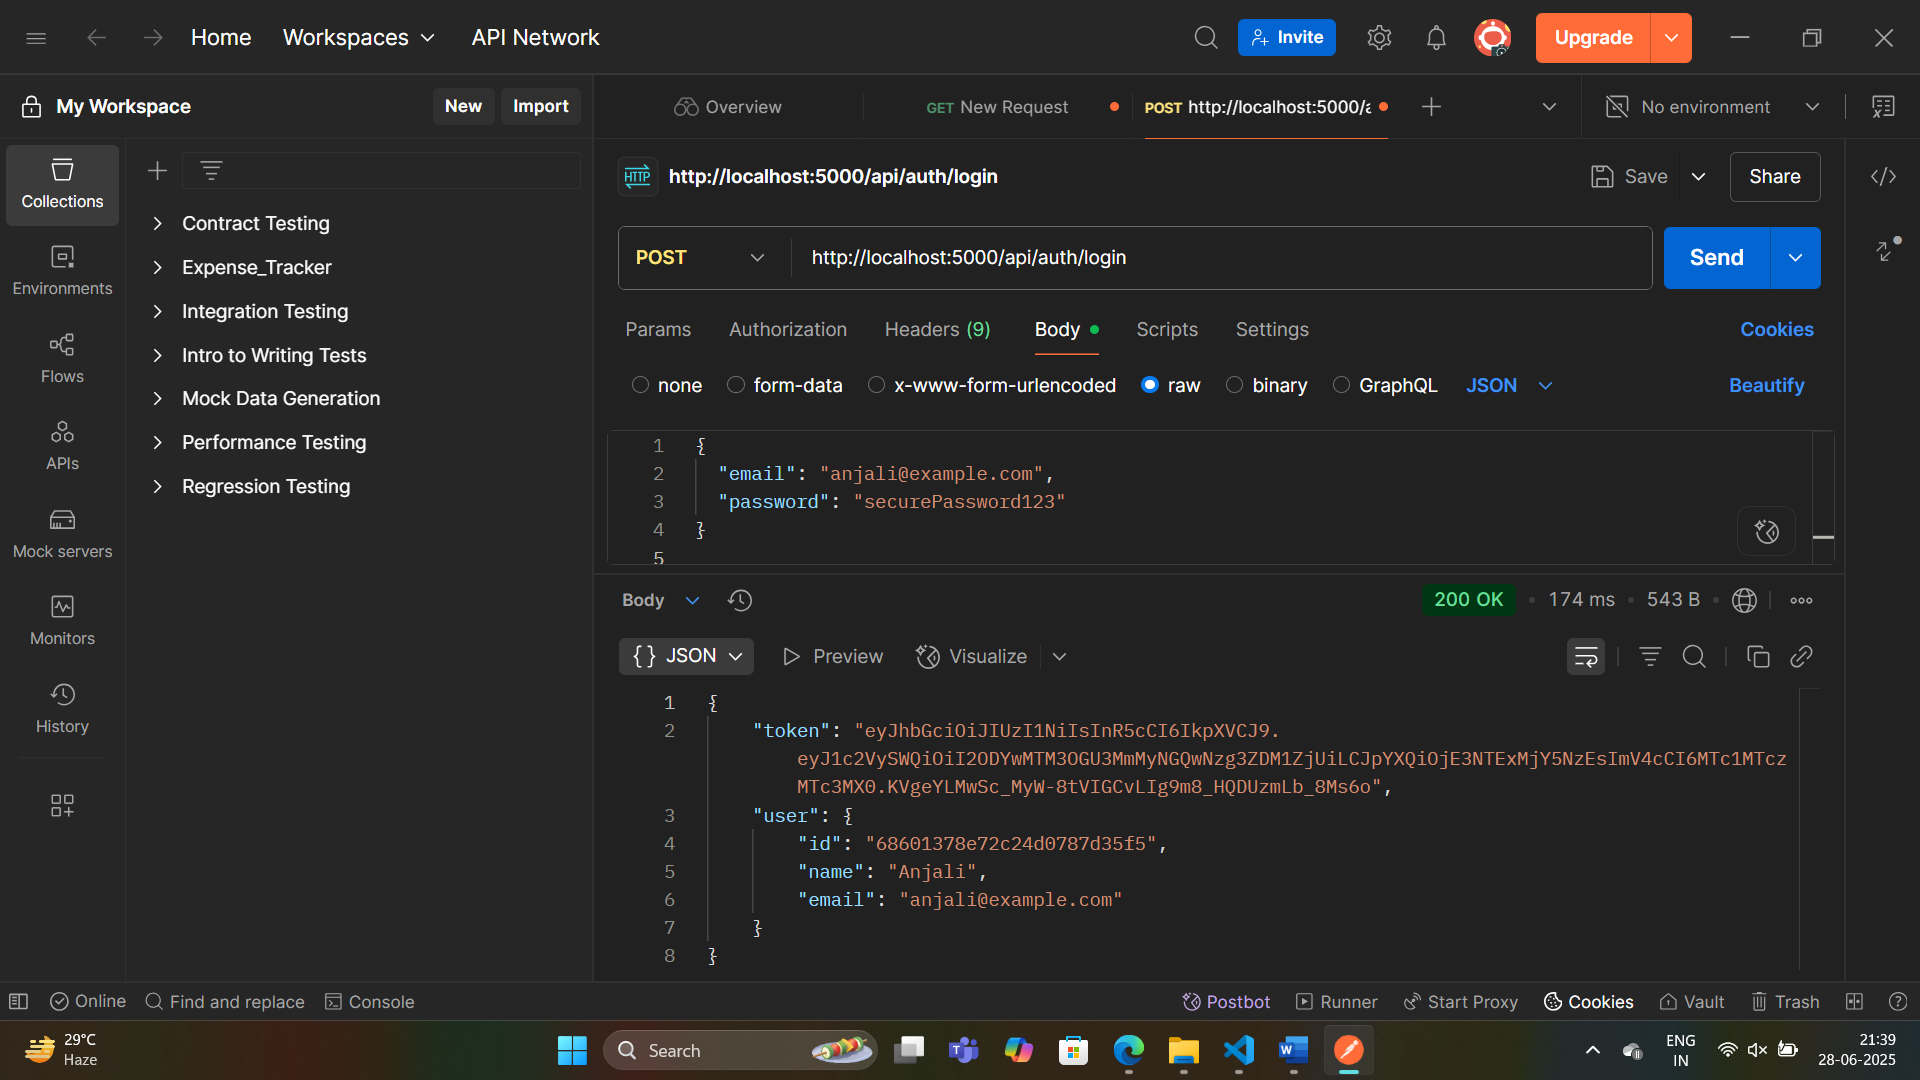 Home Workspaces API Network Invite Upgrade
My Workspace New Import Overview GET New Request POST http://localhost:5000/a No environment
Collections
Environments
Flows
APIs
Mock servers
Monitors
History
Contract Testing
Expense_Tracker
Integration Testing
Intro to Writing Tests
Mock Data Generation
Performance Testing
Regression Testing
HTTP http://localhost:5000/api/auth/login Save Share
POST http://localhost:5000/api/auth/login Send
Params Authorization Headers (9) Body Scripts Settings Cookies
none form-data x-www-form-urlencoded raw binary GraphQL JSON Beautify
1 {
2 "email": "anjali@example.com",
3 "password": "securePassword123"
4 }
5
Body 200 OK 174 ms 543 B
{} JSON Preview Visualize
1 {
2 "token": "eyJhbGciOiJIUzI1NiIsInR5cCI6IkpXVCJ9.
eyJ1c2VySWQiOiI2ODYwMTM3OGU3MmMyNGQwNzg3ZDM1ZjUiLCJpYXQiOjE3NTExMjY5NzEsImV4cCI6MTc1MTcz
MTc3MX0.KVgeYLMwSc_MyW-8tVIGCvLIg9m8_HQDUzmLb_8Ms6o",
3 "user": {
4 "id": "68601378e72c24d0787d35f5",
5 "name": "Anjali",
6 "email": "anjali@example.com"
7 }
8 }
Online Find and replace Console Postbot Runner Start Proxy Cookies Vault Trash
29°C
Haze
Search
ENG
IN
21:39
28-06-2025